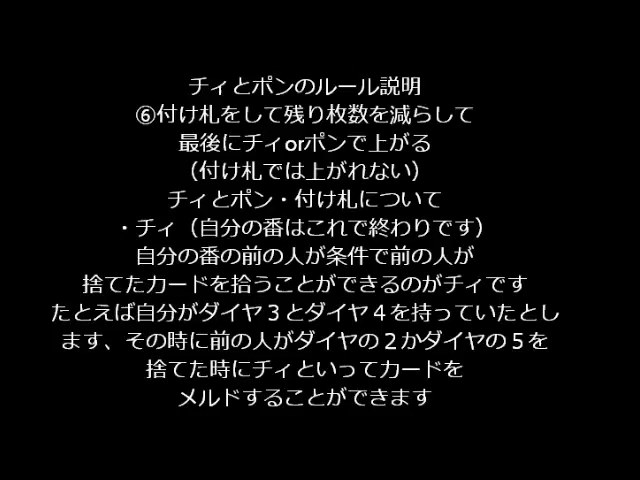 チィとポンのルール説明
⑥付け札をして残り枚数を減らして
最後にチィorポンで上がる
（付け札では上がれない）
チィとポン・付け札について
・チィ（自分の番はこれで終わりです）
自分の番の前の人が条件で前の人が
捨てたカードを拾うことができるのがチィです
たとえば自分がダイヤ３とダイヤ４を持っていたとし
ます、その時に前の人がダイヤの２かダイヤの５を
捨てた時にチィといってカードを
メルドすることができます